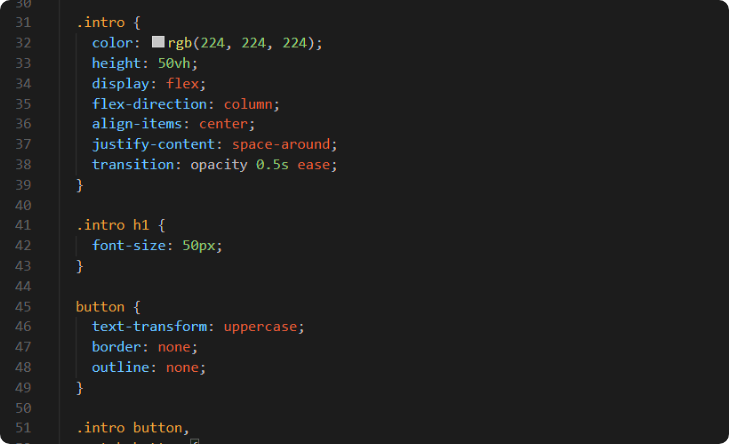 30
31 .intro {
32 color: rgb(224, 224, 224);
33 height: 50vh;
34 display: flex;
35 flex-direction: column;
36 align-items: center;
37 justify-content: space-around;
38 transition: opacity 0.5s ease;
39 }
40
41 .intro h1 {
42 font-size: 50px;
43 }
44
45 button {
46 text-transform: uppercase;
47 border: none;
48 outline: none;
49 }
50
51 .intro button,